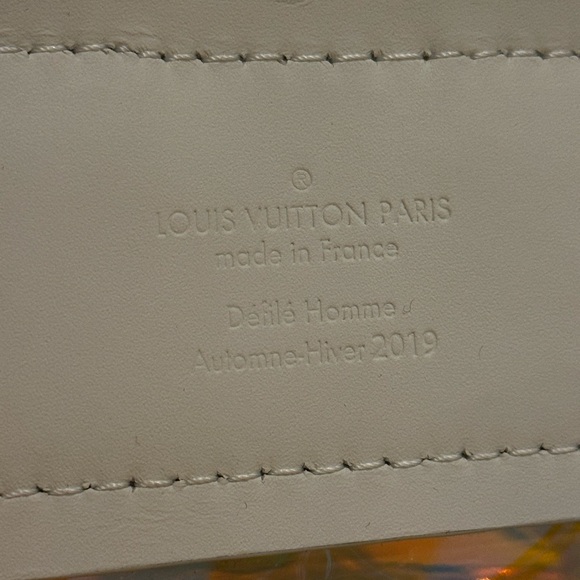 ®
LOUIS VUITTON PARIS
made in France
Défilé Homme
Automne-Hiver 2019